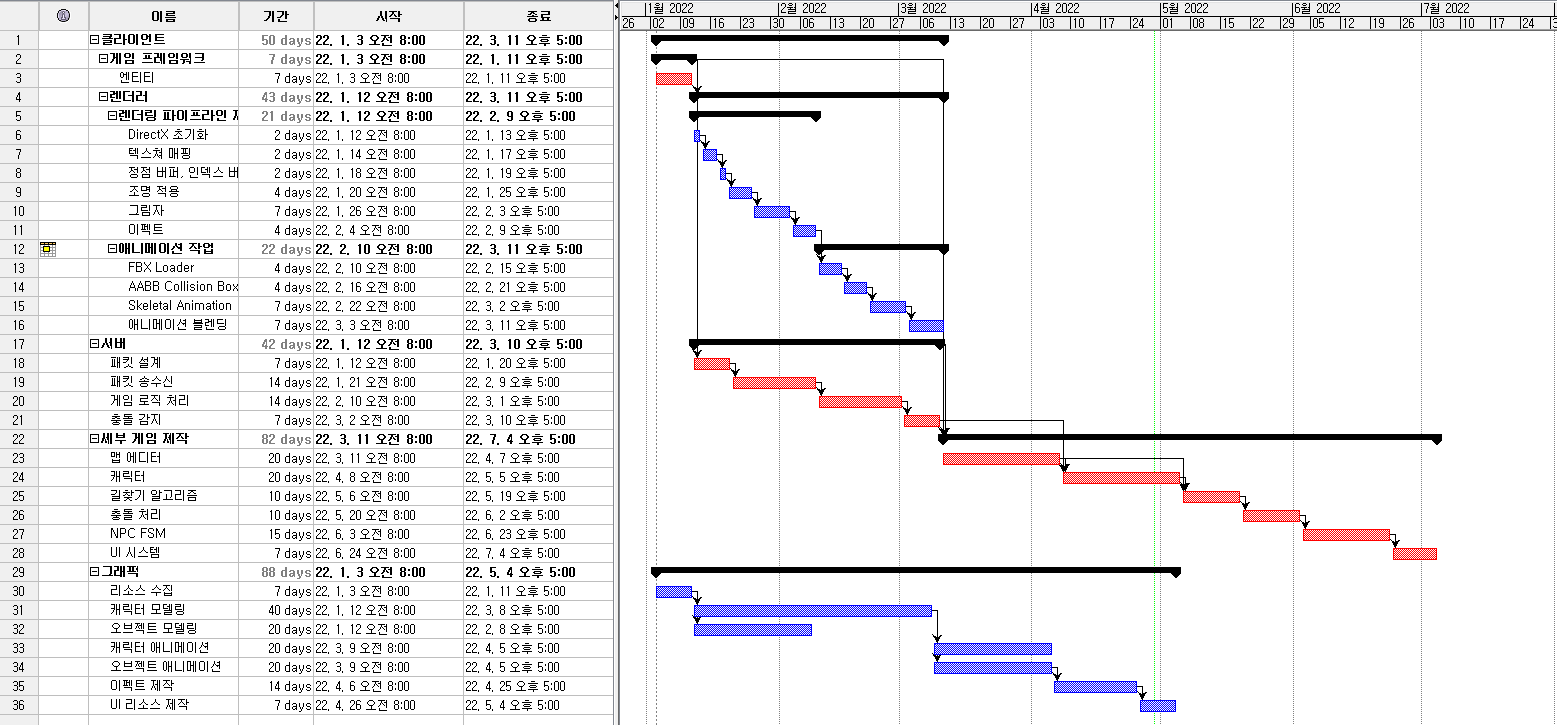 이름 기간 시작 종료
1월 2022 2월 2022 3월 2022 4월 2022 5월 2022 6월 2022 7월 2022
26 02 09 16 23 30 06 13 20 27 06 13 20 27 03 10 17 24 01 08 15 22 29 05 12 19 26 03 10 17 24 3
1 클라이언트 50 days 22. 1. 3 오전 8:00 22. 3. 11 오후 5:00
2 게임 프레임워크 7 days 22. 1. 3 오전 8:00 22. 1. 11 오후 5:00
3 엔티티 7 days 22. 1. 3 오전 8:00 22. 1. 11 오후 5:00
4 렌더러 43 days 22. 1. 12 오전 8:00 22. 3. 11 오후 5:00
5 렌더링 파이프라인 21 days 22. 1. 12 오전 8:00 22. 2. 9 오후 5:00
6 DirectX 초기화 2 days 22. 1. 12 오전 8:00 22. 1. 13 오후 5:00
7 텍스쳐 매핑 2 days 22. 1. 14 오전 8:00 22. 1. 17 오후 5:00
8 정점 버퍼, 인덱스 버 2 days 22. 1. 18 오전 8:00 22. 1. 19 오후 5:00
9 조명 적용 4 days 22. 1. 20 오전 8:00 22. 1. 25 오후 5:00
10 그림자 7 days 22. 1. 26 오전 8:00 22. 2. 3 오후 5:00
11 이펙트 4 days 22. 2. 4 오전 8:00 22. 2. 9 오후 5:00
12 애니메이션 작업 22 days 22. 2. 10 오전 8:00 22. 3. 11 오후 5:00
13 FBX Loader 4 days 22. 2. 10 오전 8:00 22. 2. 15 오후 5:00
14 AABB Collision Box 4 days 22. 2. 16 오전 8:00 22. 2. 21 오후 5:00
15 Skeletal Animation 7 days 22. 2. 22 오전 8:00 22. 3. 2 오후 5:00
16 애니메이션 블렌딩 7 days 22. 3. 3 오전 8:00 22. 3. 11 오후 5:00
17 서버 42 days 22. 1. 12 오전 8:00 22. 3. 10 오후 5:00
18 패킷 설계 7 days 22. 1. 12 오전 8:00 22. 1. 20 오후 5:00
19 패킷 송수신 14 days 22. 1. 21 오전 8:00 22. 2. 9 오후 5:00
20 게임 로직 처리 14 days 22. 2. 10 오전 8:00 22. 3. 1 오후 5:00
21 충돌 감지 7 days 22. 3. 2 오전 8:00 22. 3. 10 오후 5:00
22 세부 게임 제작 82 days 22. 3. 11 오전 8:00 22. 7. 4 오후 5:00
23 맵 에디터 20 days 22. 3. 11 오전 8:00 22. 4. 7 오후 5:00
24 캐릭터 20 days 22. 4. 8 오전 8:00 22. 5. 5 오후 5:00
25 길찾기 알고리즘 10 days 22. 5. 6 오전 8:00 22. 5. 19 오후 5:00
26 충돌 처리 10 days 22. 5. 20 오전 8:00 22. 6. 2 오후 5:00
27 NPC FSM 15 days 22. 6. 3 오전 8:00 22. 6. 23 오후 5:00
28 UI 시스템 7 days 22. 6. 24 오전 8:00 22. 7. 4 오후 5:00
29 그래픽 88 days 22. 1. 3 오전 8:00 22. 5. 4 오후 5:00
30 리소스 수집 7 days 22. 1. 3 오전 8:00 22. 1. 11 오후 5:00
31 캐릭터 모델링 40 days 22. 1. 12 오전 8:00 22. 3. 8 오후 5:00
32 오브젝트 모델링 20 days 22. 1. 12 오전 8:00 22. 2. 8 오후 5:00
33 캐릭터 애니메이션 20 days 22. 3. 9 오전 8:00 22. 4. 5 오후 5:00
34 오브젝트 애니메이션 20 days 22. 3. 9 오전 8:00 22. 4. 5 오후 5:00
35 이펙트 제작 14 days 22. 4. 6 오전 8:00 22. 4. 25 오후 5:00
36 UI 리소스 제작 7 days 22. 4. 26 오전 8:00 22. 5. 4 오후 5:00